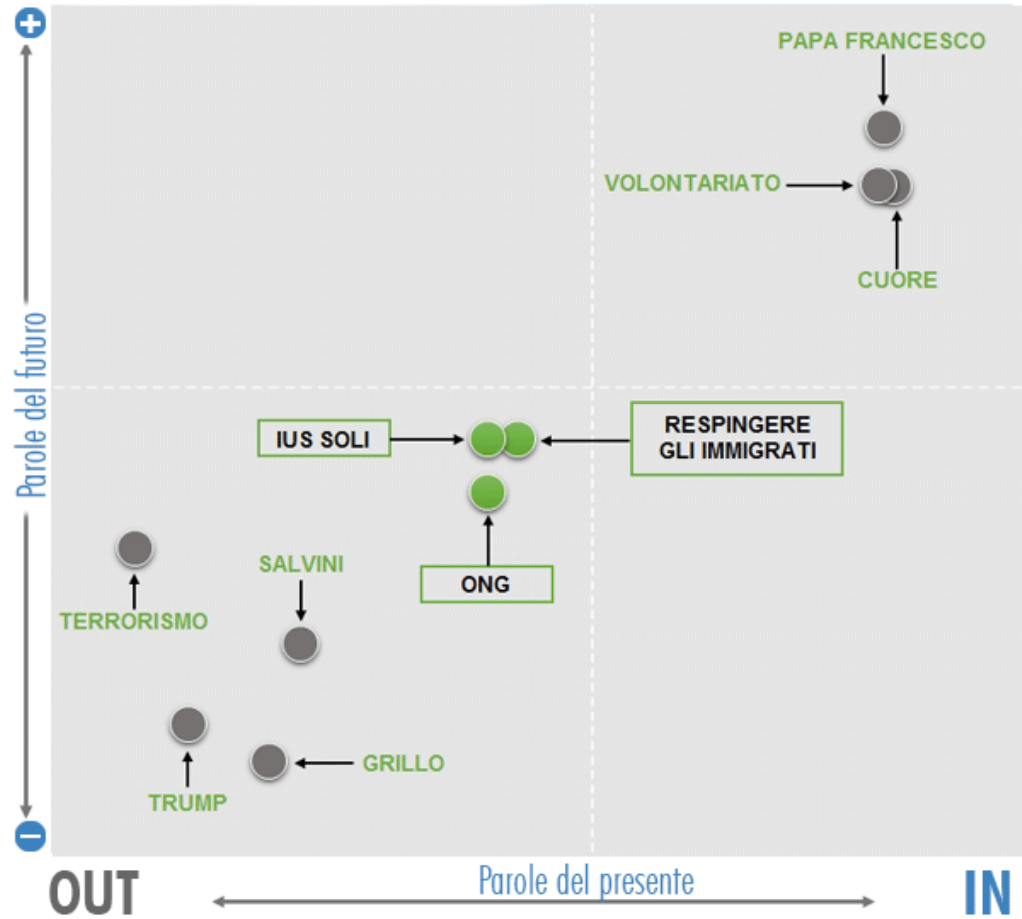 +
PAPA FRANCESCO
VOLONTARIATO
CUORE
Parole del futuro
IUS SOLI
RESPINGERE
GLI IMMIGRATI
ONG
SALVINI
TERRORISMO
GRILLO
TRUMP
−
OUT
Parole del presente
IN